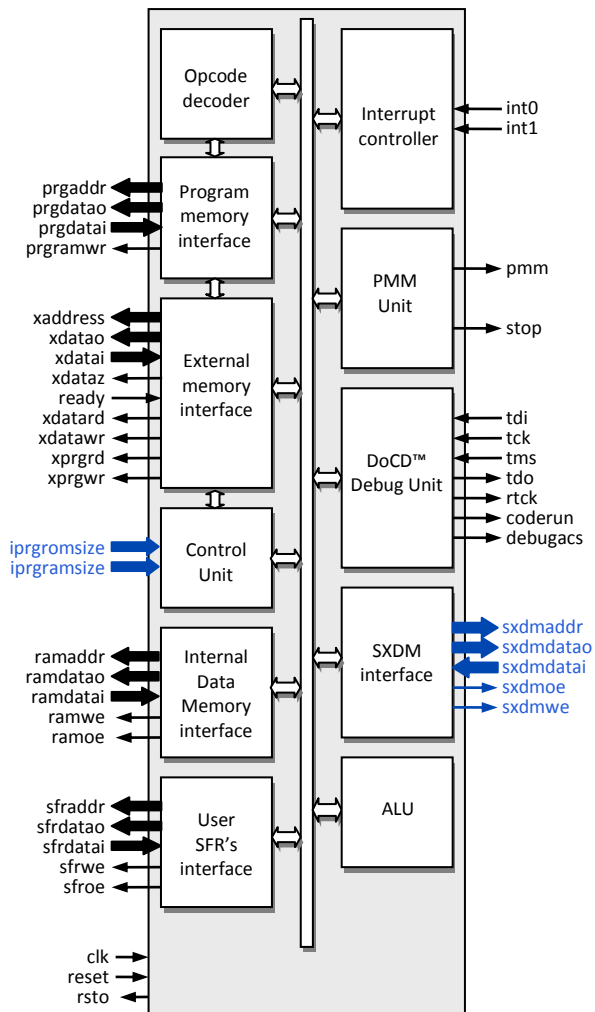 Opcode
decoder
prgaddr
prgdatao
prgdatai
prgramwr
Program
memory
interface
xaddress
xdatao
xdatai
xdataz
ready
xdatard
xdatawr
xprgrd
xprgwr
External
memory
interface
iprgromsize
iprgramsize
Control
Unit
ramaddr
ramdatao
ramdatai
ramwe
ramoe
Internal
Data
Memory
interface
sfraddr
sfrdatao
sfrdatai
sfrwe
sfroe
User
SFR's
interface
clk
reset
rsto
Interrupt
controller
int0
int1
PMM
Unit
pmm
stop
DoCD™
Debug Unit
tdi
tck
tms
tdo
rtck
coderun
debugacs
SXDM
interface
sxdmaddr
sxdmdatao
sxdmdatai
sxdmoe
sxdmwe
ALU